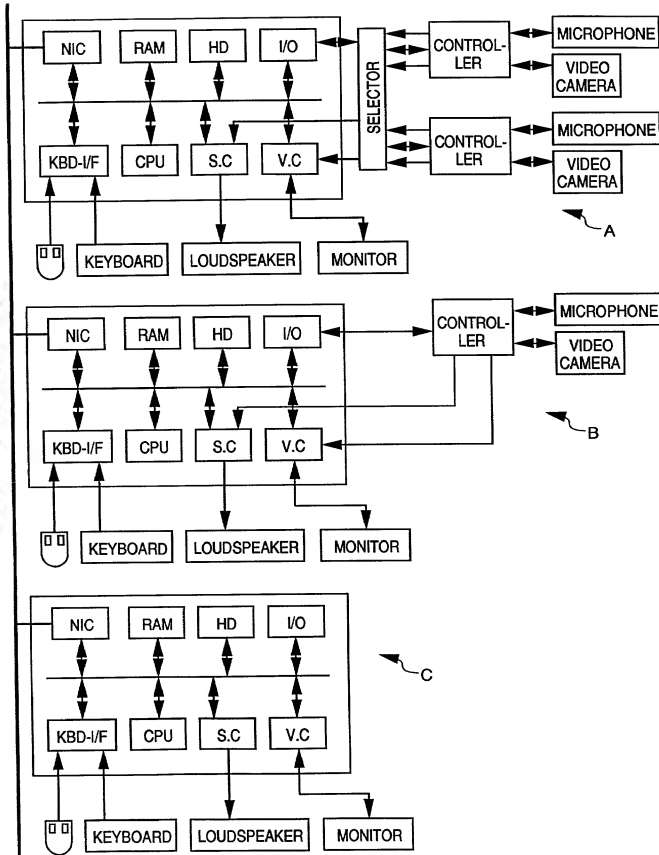 NIC RAM HD I/O
SELECTOR
CONTROL-
LER
MICROPHONE
VIDEO
CAMERA
KBD-I/F CPU S.C V.C
CONTROL-
LER
MICROPHONE
VIDEO
CAMERA
KEYBOARD LOUDSPEAKER MONITOR
A
NIC RAM HD I/O
CONTROL-
LER
MICROPHONE
VIDEO
CAMERA
KBD-I/F CPU S.C V.C
B
KEYBOARD LOUDSPEAKER MONITOR
NIC RAM HD I/O
C
KBD-I/F CPU S.C V.C
KEYBOARD LOUDSPEAKER MONITOR